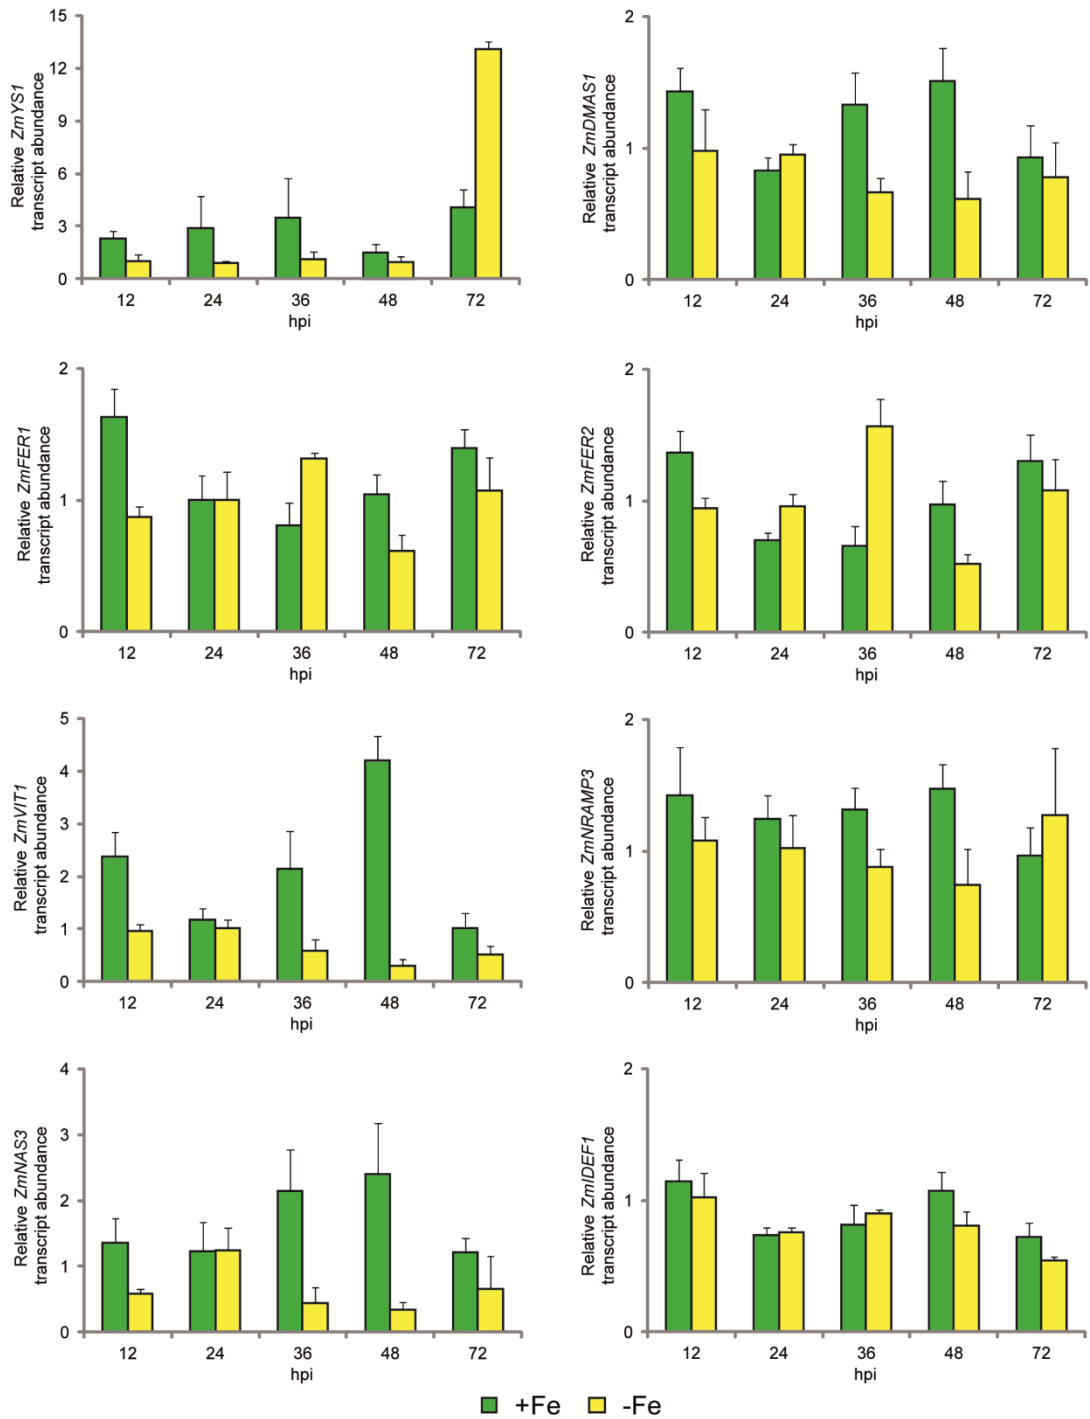 Relative ZmYS1
transcript abundance
15
12
9
6
3
0
12 24 36 48 72
hpi
Relative ZmDMAS1
transcript abundance
2
1
0
12 24 36 48 72
hpi
Relative ZmFER1
transcript abundance
2
1
0
12 24 36 48 72
hpi
Relative ZmFER2
transcript abundance
2
1
0
12 24 36 48 72
hpi
Relative ZmVIT1
transcript abundance
5
4
3
2
1
0
12 24 36 48 72
hpi
Relative ZmNRAMP3
transcript abundance
2
1
0
12 24 36 48 72
hpi
Relative ZmNAS3
transcript abundance
4
3
2
1
0
12 24 36 48 72
hpi
Relative ZmIDEF1
transcript abundance
2
1
0
12 24 36 48 72
hpi
+Fe -Fe